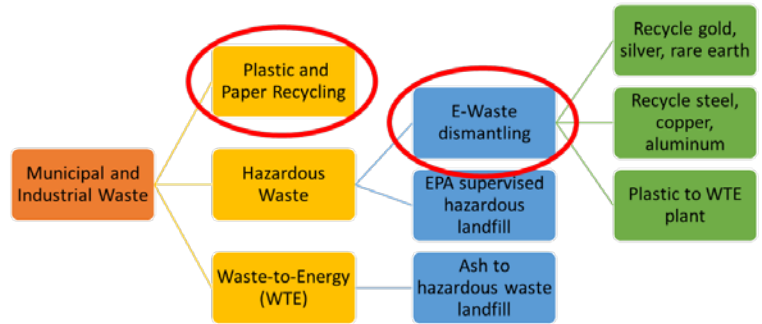 Municipal and
Industrial Waste
Plastic and
Paper Recycling
Hazardous
Waste
Waste-to-Energy
(WTE)
E-Waste
dismantling
EPA supervised
hazardous
landfill
Ash to
hazardous waste
landfill
Recycle gold,
silver, rare earth
Recycle steel,
copper,
aluminum
Plastic to WTE
plant